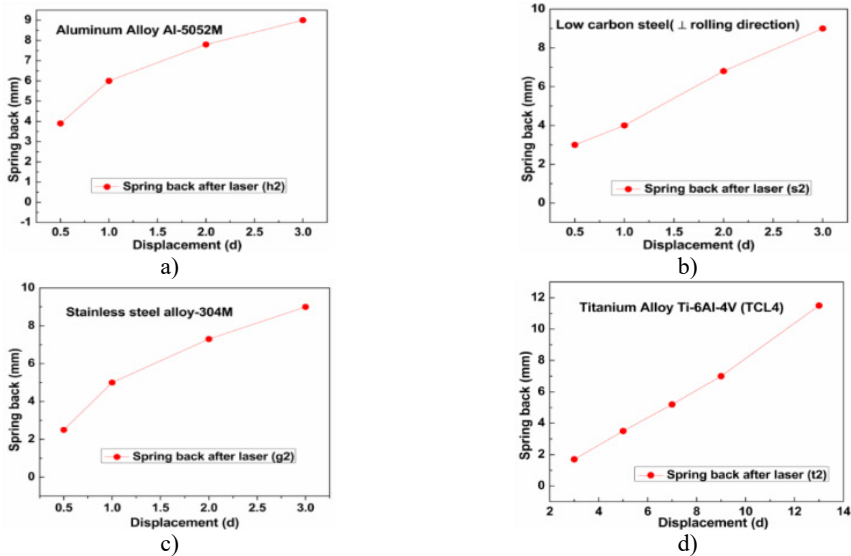 Aluminum Alloy Al-5052M
Spring back (mm)
9
8
7
6
5
4
3
2
1
0
-1
Spring back after laser (h2)
0.5 1.0 1.5 2.0 2.5 3.0
Displacement (d)
a)
Low carbon steel( ⊥ rolling direction)
Spring back (mm)
10
8
6
4
2
0
Spring back after laser (s2)
0.5 1.0 1.5 2.0 2.5 3.0
Displacement (d)
b)
Stainless steel alloy-304M
Spring back (mm)
10
8
6
4
2
0
Spring back after laser (g2)
0.5 1.0 1.5 2.0 2.5 3.0
Displacement (d)
c)
Titanium Alloy Ti-6Al-4V (TCL4)
Spring back (mm)
12
10
8
6
4
2
0
Spring back after laser (t2)
2 4 6 8 10 12 14
Displacement (d)
d)